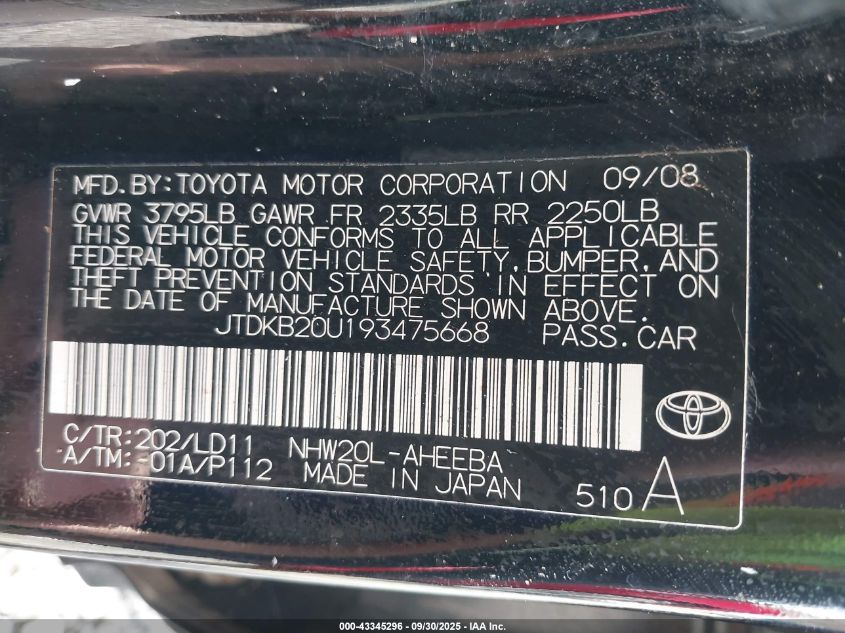 MFD.BY:TOYOTA MOTOR CORPORATION 09/08
GVWR 3795LB GAWR FR 2335LB RR 2250LB
THIS VEHICLE CONFORMS TO ALL APPLICABLE
FEDERAL MOTOR VEHICLE SAFETY,BUMPER,AND
THEFT PREVENTION STANDARDS IN EFFECT ON
THE DATE OF MANUFACTURE SHOWN ABOVE.
JTDKB20U193475668 PASS.CAR
C/TR:202/LD11 NHW20L-AHEEBA
A/TM:-01A/P112 MADE IN JAPAN
510 A
000-43345296 - 09/30/2025 - IAA Inc.